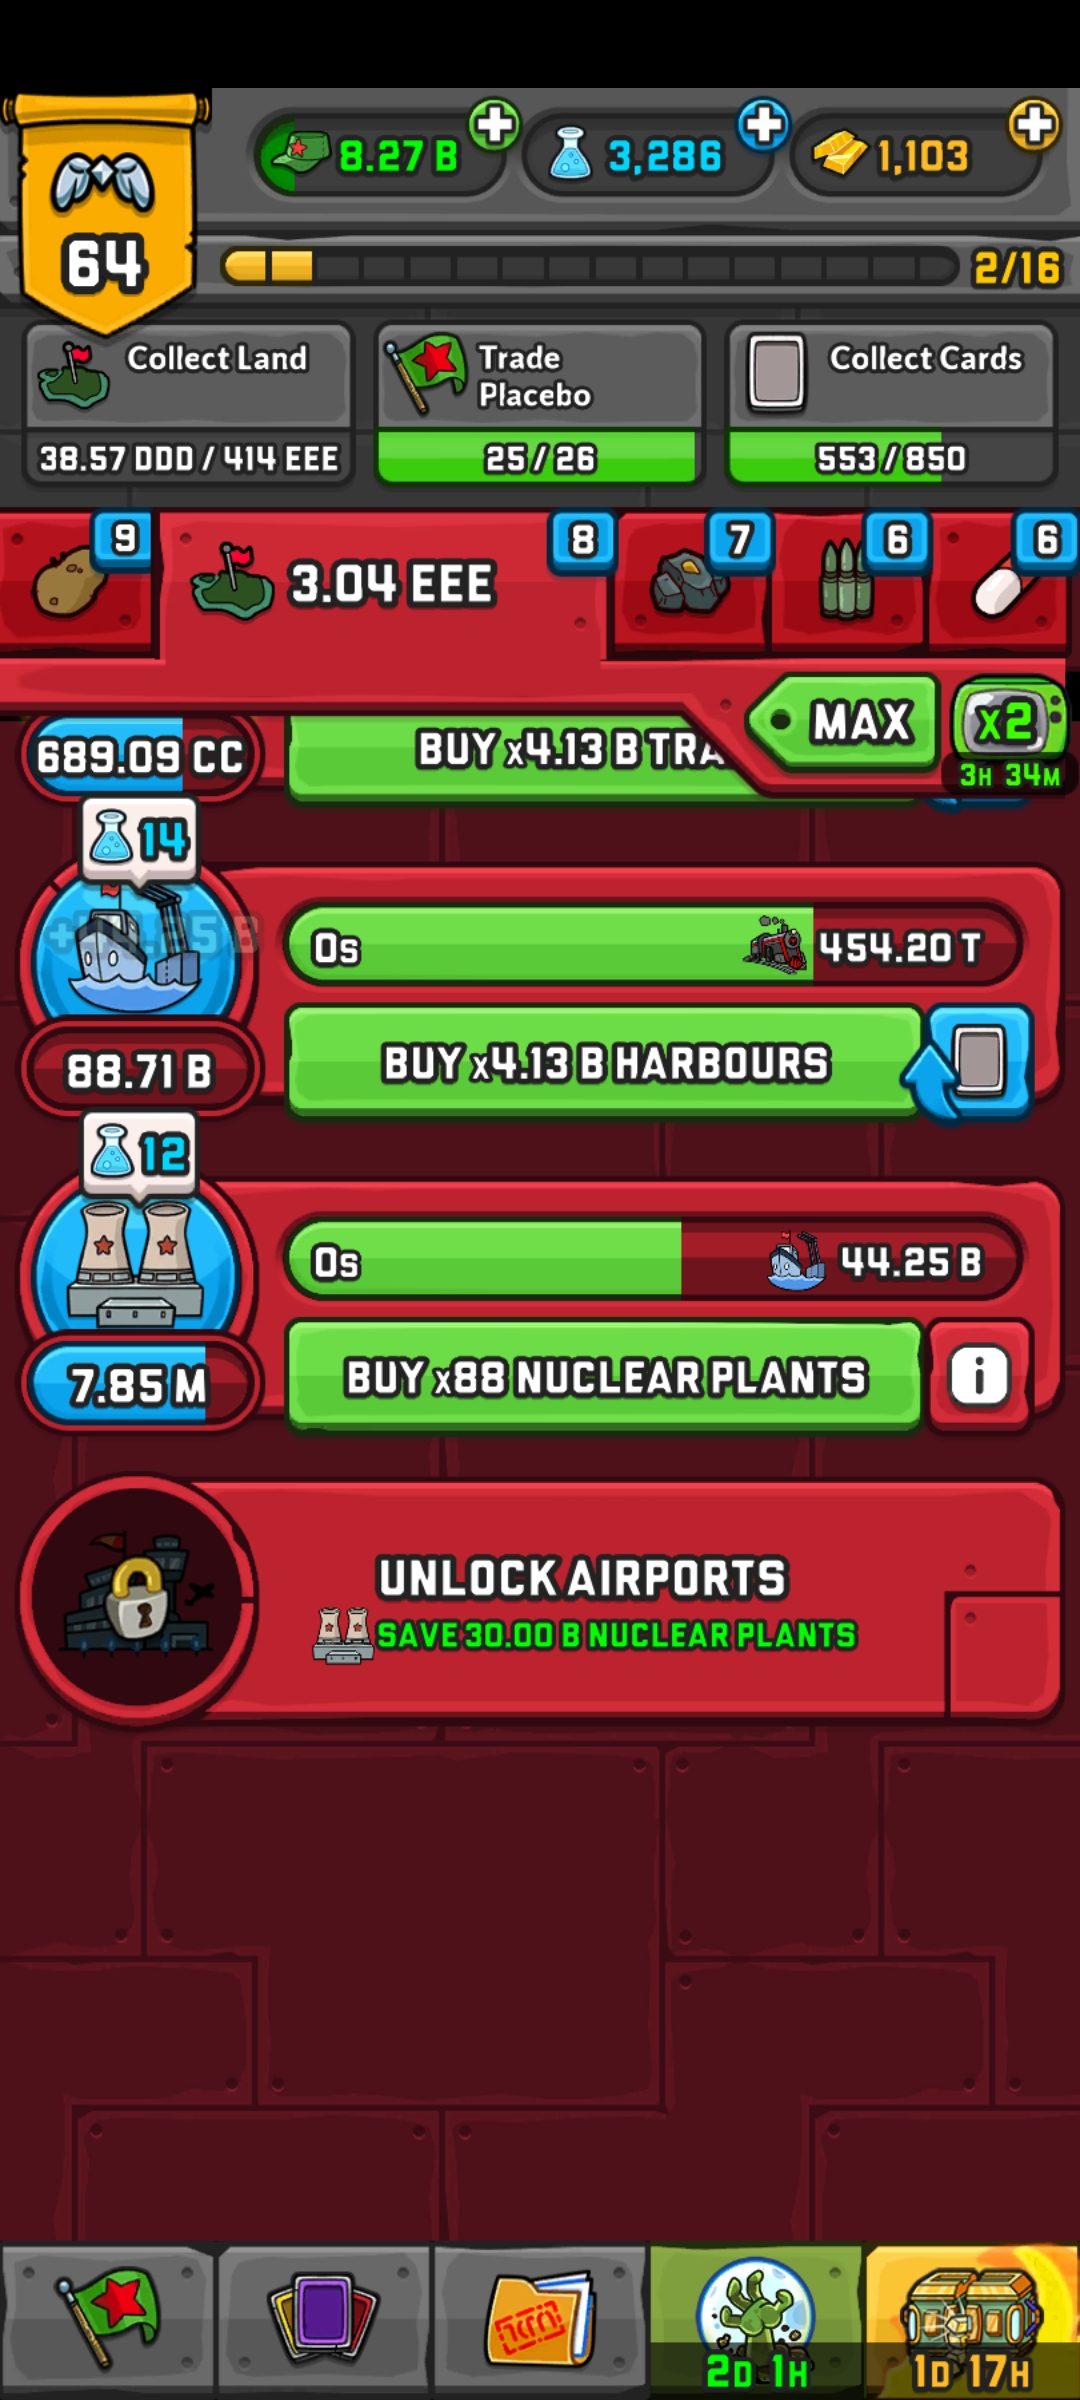 8.27 B
3,286
1,103
64
2/16
Collect Land
38.57 DDD / 414 EEE
Trade
Placebo
25 / 26
Collect Cards
553 / 850
9
3.04 EEE
8
7
6
6
MAX
x2
3H 34M
689.09 CC
BUY x4.13 B TRA
14
0s
454.20 T
88.71 B
BUY x4.13 B HARBOURS
12
0s
44.25 B
7.85 M
BUY x88 NUCLEAR PLANTS
i
UNLOCK AIRPORTS
SAVE 30.00 B NUCLEAR PLANTS
2D 1H
1D 17H